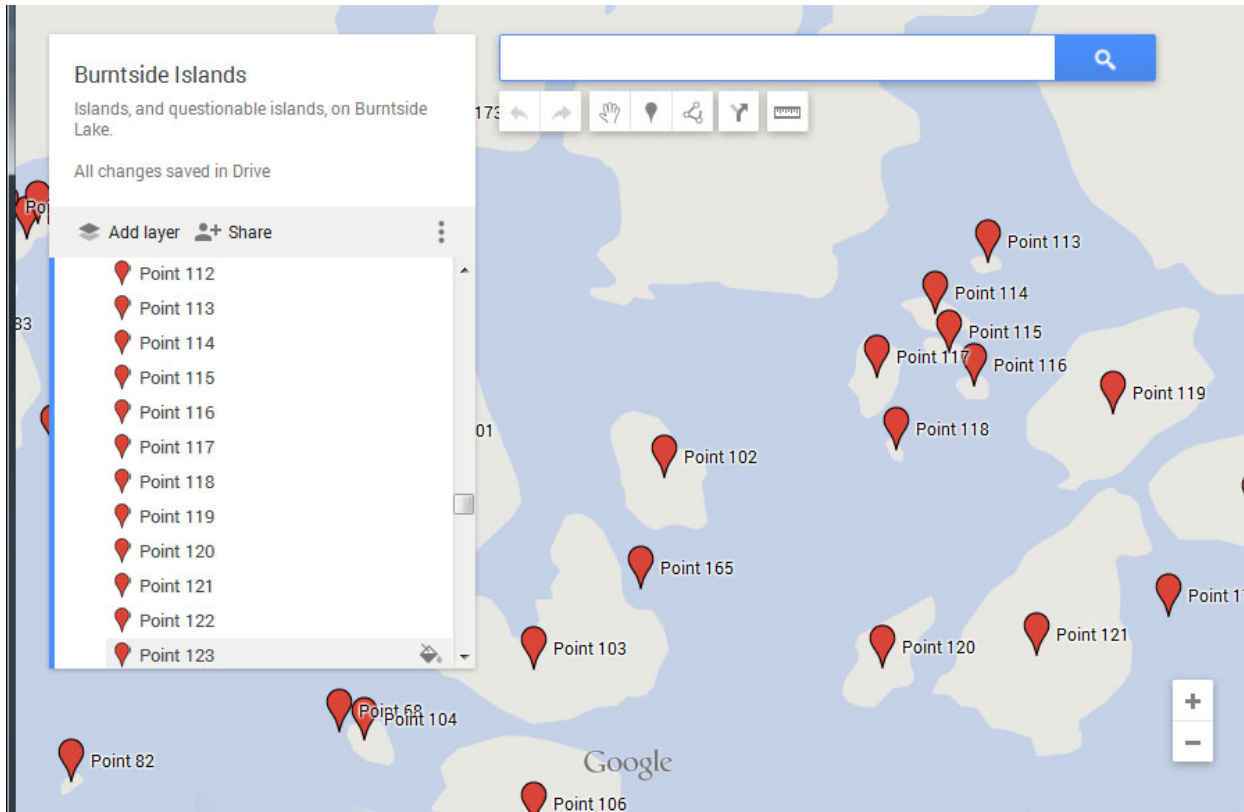 Burntside Islands
Islands, and questionable islands, on Burntside
Lake.
All changes saved in Drive
Add layer Share
Point 112
Point 113
Point 114
Point 115
Point 116
Point 117
Point 118
Point 119
Point 120
Point 121
Point 122
Point 123
173
Point 113
Point 114
Point 115
Point 117
Point 116
Point 119
Point 118
01
Point 102
Point 165
Point 103
Point 120
Point 121
Point 68
Point 104
Point 82
Point 106
Google
83